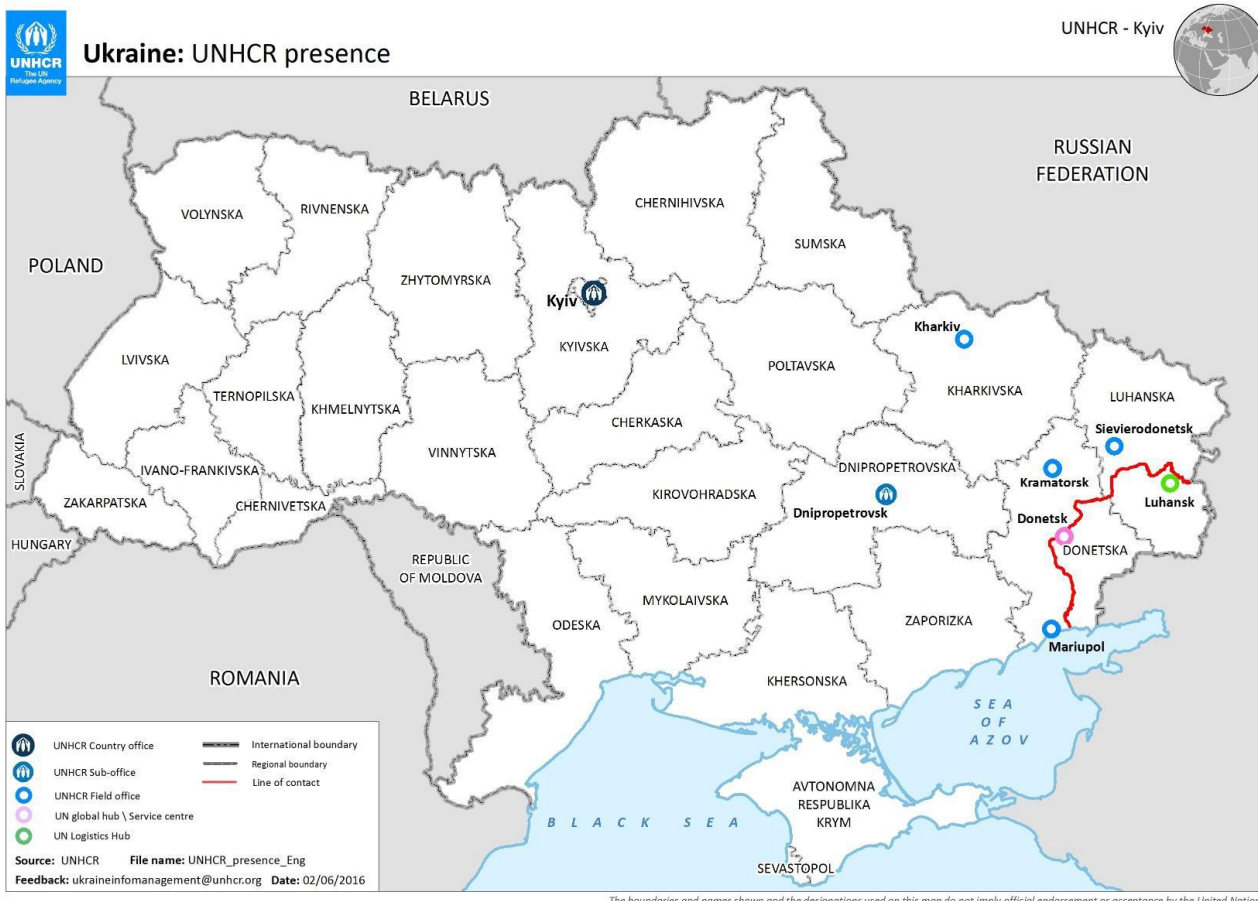 UNHCR
The UN
Refugee Agency
Ukraine: UNHCR presence
UNHCR - Kyiv
BELARUS
RUSSIAN
FEDERATION
POLAND
SLOVAKIA
HUNGARY
ROMANIA
REPUBLIC
OF MOLDOVA
VOLYNSKA
RIVNENSKA
ZHYTOMYRSKA
CHERNIHIVSKA
SUMSKA
Kyiv
KYIVSKA
LVIVSKA
TERNOPILSKA
KHMELNYTSKA
VINNYTSKA
CHERKASKA
POLTAVSKA
Kharkiv
KHARKIVSKA
LUHANSKA
Sievierodonetsk
IVANO-FRANKIVSKA
ZAKARPATSKA
CHERNIVETSKA
KIROVOHRADSKA
DNIPROPETROVSKA
Dnipropetrovsk
Kramatorsk
Luhansk
Donetsk
DONETSKA
ODESKA
MYKOLAIVSKA
ZAPORIZKA
Mariupol
KHERSONSKA
SEA
OF
AZOV
AVTONOMNA
RESPUBLIKA
KRYM
BLACK SEA
SEVASTOPOL
UNHCR Country office
UNHCR Sub-office
UNHCR Field office
UN global hub \ Service centre
UN Logistics Hub
International boundary
Regional boundary
Line of contact
Source: UNHCR File name: UNHCR_presence_Eng
Feedback: ukraineinfomanagement@unhcr.org Date: 02/06/2016
The boundaries and names shown and the designations used on this map do not imply official endorsement or acceptance by the United Nation